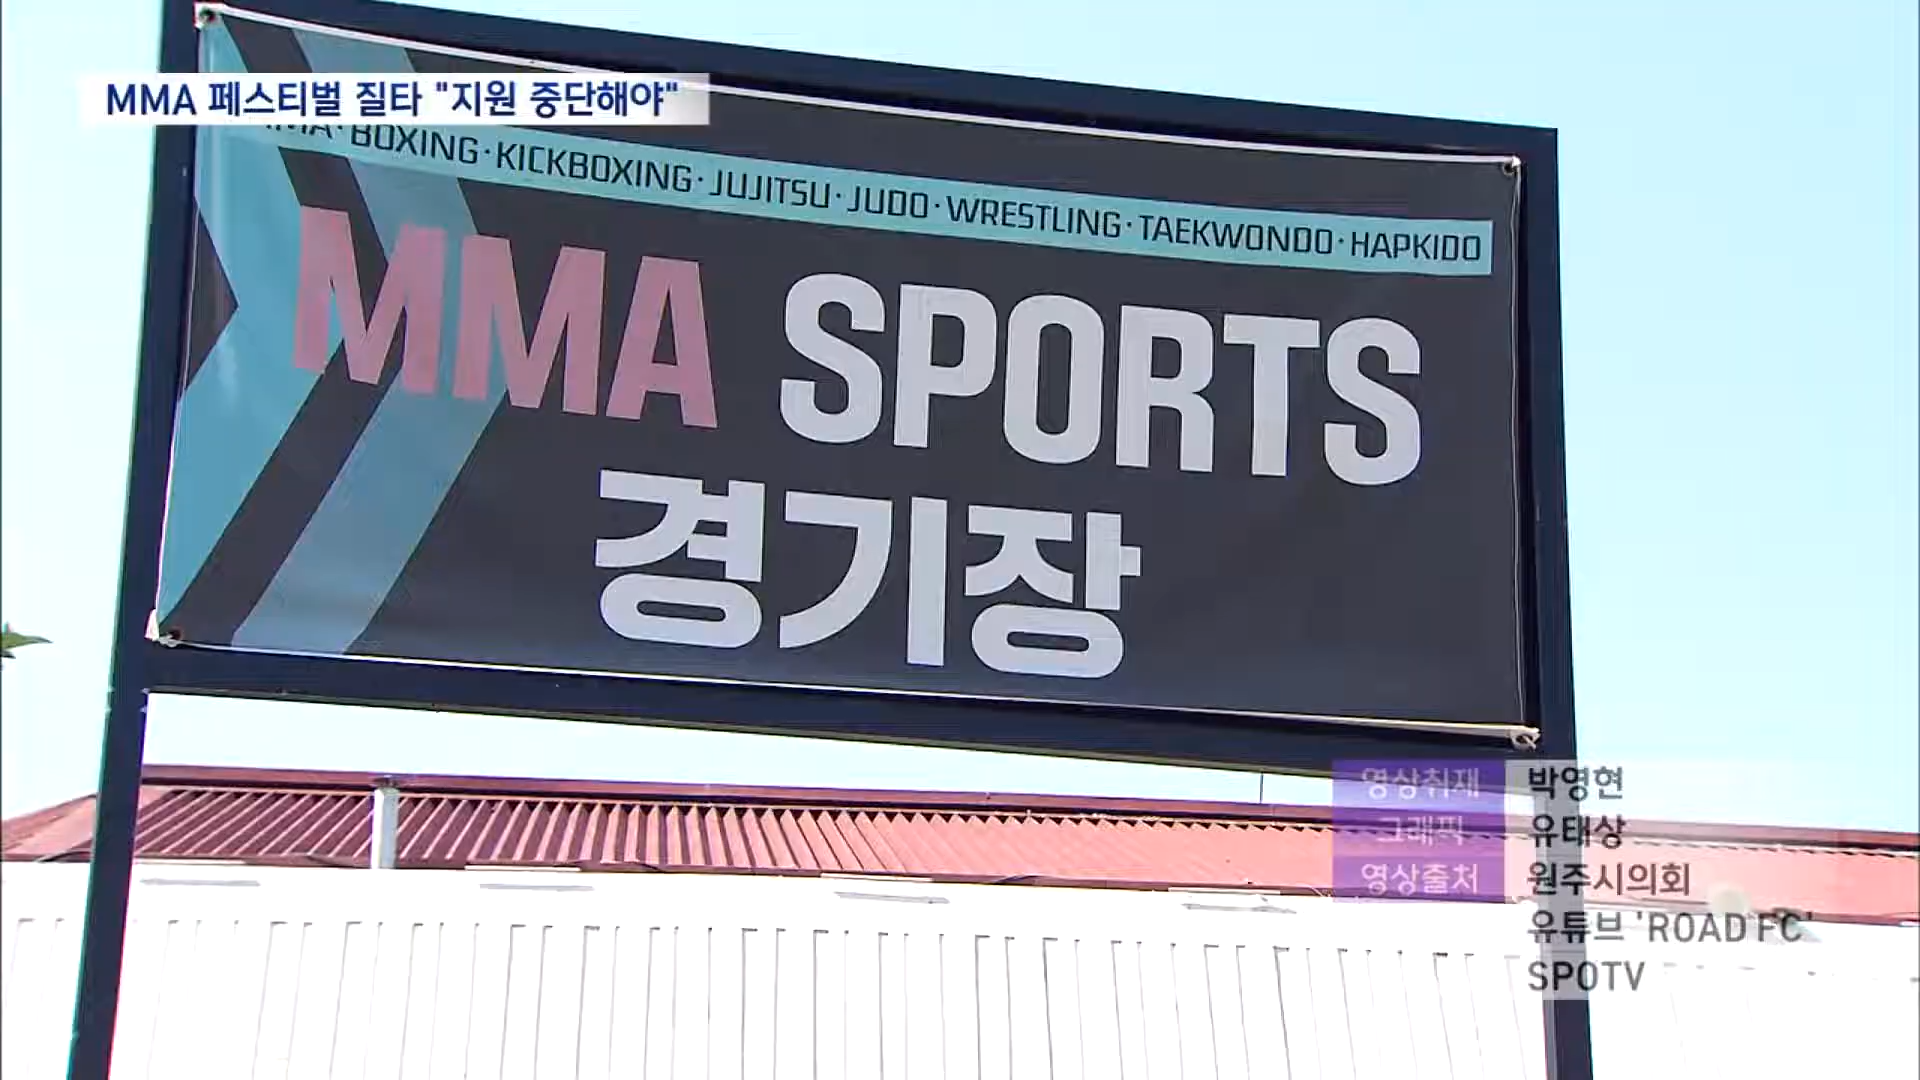 MMA 페스티벌 질타 "지원 중단해야"
MMA · BOXING · KICKBOXING · JUJITSU · JUDO · WRESTLING · TAEKWONDO · HAPKIDO
MMA SPORTS
경기장
영상취재 박영현
그래픽 유태상
영상출처 원주시의회
유튜브 'ROAD FC'
SPOTV